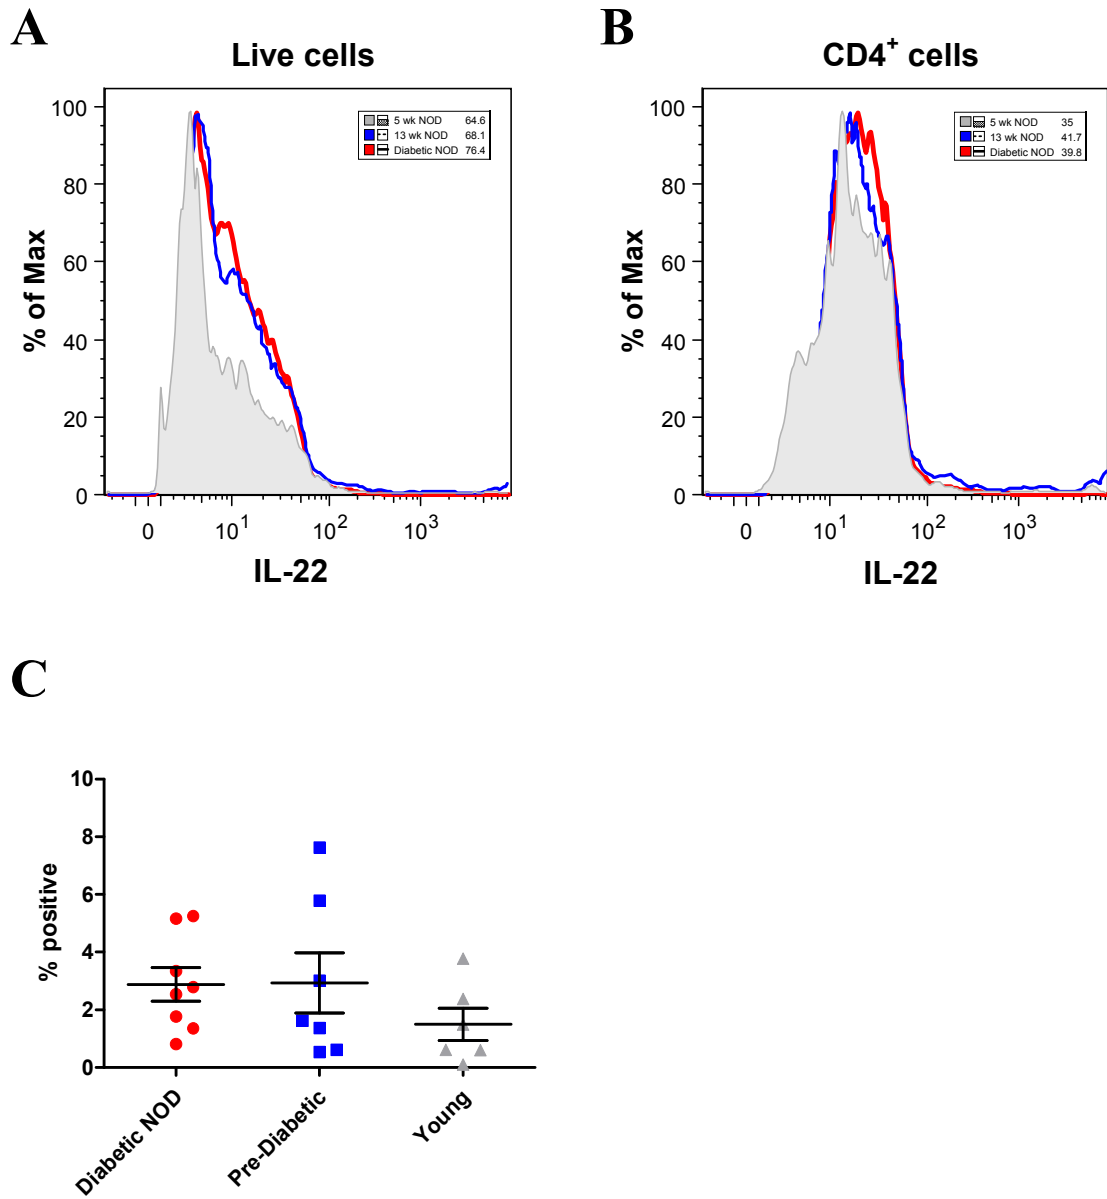 A
Live cells
% of Max
100
80
60
40
20
0
5 wk NOD 64.6
13 wk NOD 68.1
Diabetic NOD 76.4
0 10¹ 10² 10³
IL-22
B
CD4⁺ cells
% of Max
100
80
60
40
20
0
5 wk NOD 35
13 wk NOD 41.7
Diabetic NOD 39.8
0 10¹ 10² 10³
IL-22
C
% positive
10
8
6
4
2
0
Diabetic NOD
Pre-Diabetic
Young